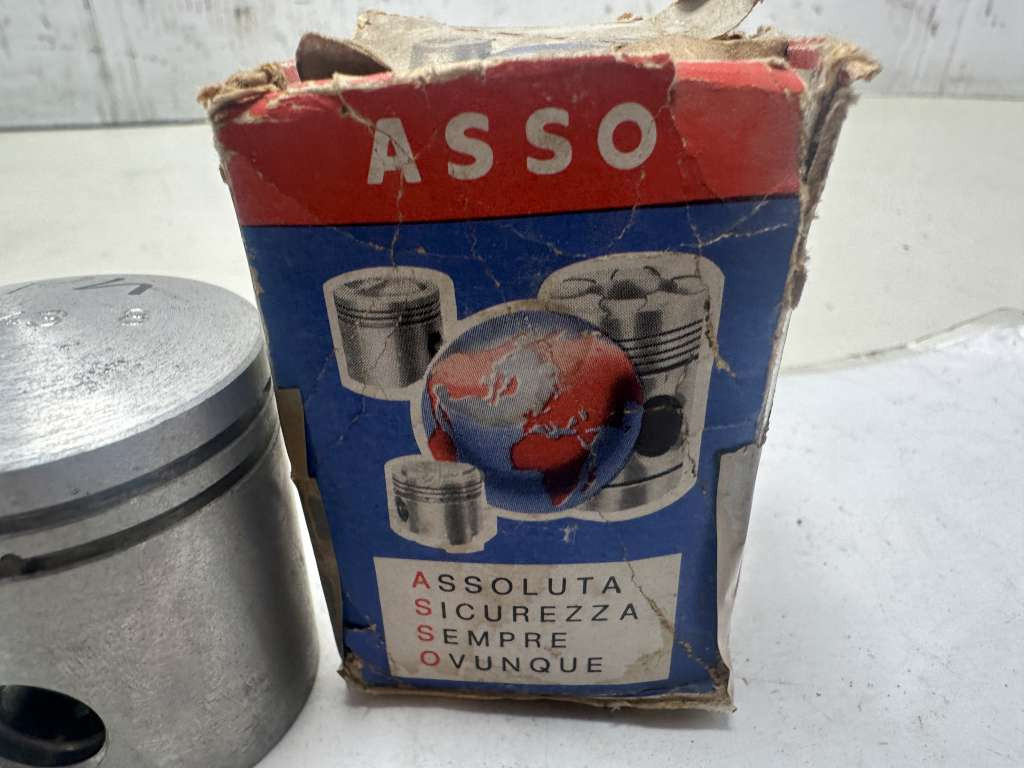 ASSO
ASSOLUTA
SICUREZZA
SEMPRE
OVUNQUE